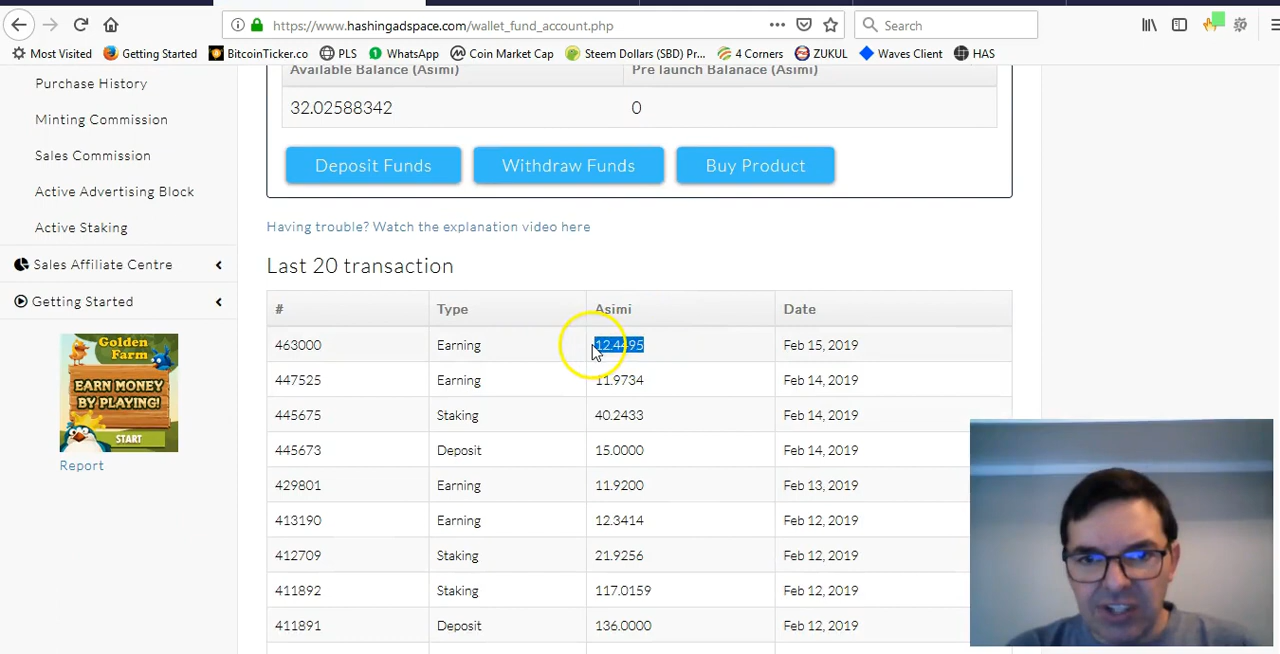 https://www.hashingadspace.com/wallet_fund_account.php
Search
Most Visited
Getting Started
BitcoinTicker.co
PLS
WhatsApp
Coin Market Cap
Steem Dollars (SBD) Pr...
4 Corners
ZUKUL
Waves Client
HAS
Purchase History
Minting Commission
Sales Commission
Active Advertising Block
Active Staking
Sales Affiliate Centre
Getting Started
Golden
Farm
EARN MONEY
BY PLAYING!
START
Report
Available Balance (Asimi) Pre launch Balanace (Asimi)
32.02588342 0
Deposit Funds Withdraw Funds Buy Product
Having trouble? Watch the explanation video here
Last 20 transaction
# Type Asimi Date
463000 Earning 12.4495 Feb 15, 2019
447525 Earning 11.9734 Feb 14, 2019
445675 Staking 40.2433 Feb 14, 2019
445673 Deposit 15.0000 Feb 14, 2019
429801 Earning 11.9200 Feb 13, 2019
413190 Earning 12.3414 Feb 12, 2019
412709 Staking 21.9256 Feb 12, 2019
411892 Staking 117.0159 Feb 12, 2019
411891 Deposit 136.0000 Feb 12, 2019